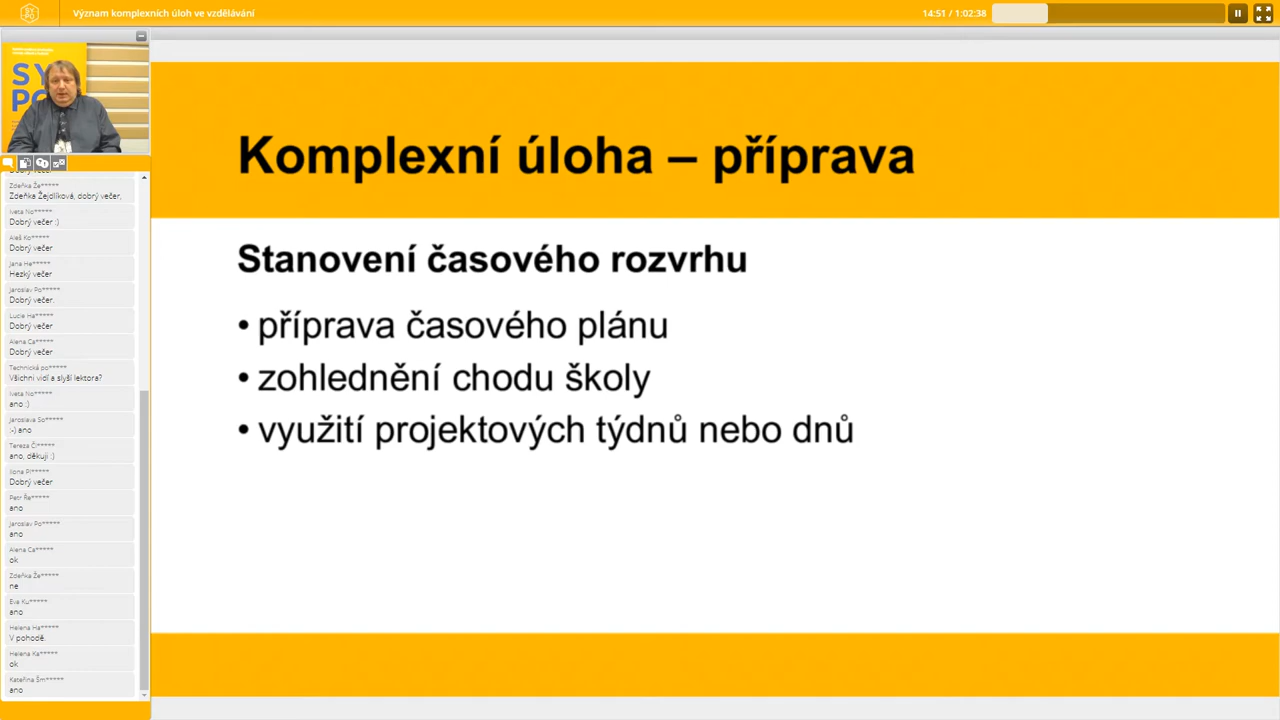 Význam komplexních úloh ve vzdělávání
14:51 / 1:02:38
SY
PO
Komplexní úloha – příprava
Stanovení časového rozvrhu
• příprava časového plánu
• zohlednění chodu školy
• využití projektových týdnů nebo dnů
Zdeňka Že*****
Zdeňka Žejdlíková, dobrý večer,
Iveta No*****
Dobrý večer :)
Aleš Ko*****
Dobrý večer
Jana He*****
Hezký večer
Jaroslav Po*****
Dobrý večer.
Lucie Ha*****
Dobrý večer
Alena Ca*****
Dobrý večer
Technická po*****
Všichni vidí a slyší lektora?
Iveta No*****
ano :)
Jaroslava So*****
:-) ano
Tereza Či*****
ano, děkuji :)
Ilona Pl*****
Dobrý večer
Petr Ře*****
ano
Jaroslav Po*****
ano
Alena Ca*****
ok
Zdeňka Že*****
ne
Eva Ku*****
ano
Helena Ha*****
V pohodě.
Helena Ka*****
ok
Kateřina Šm*****
ano